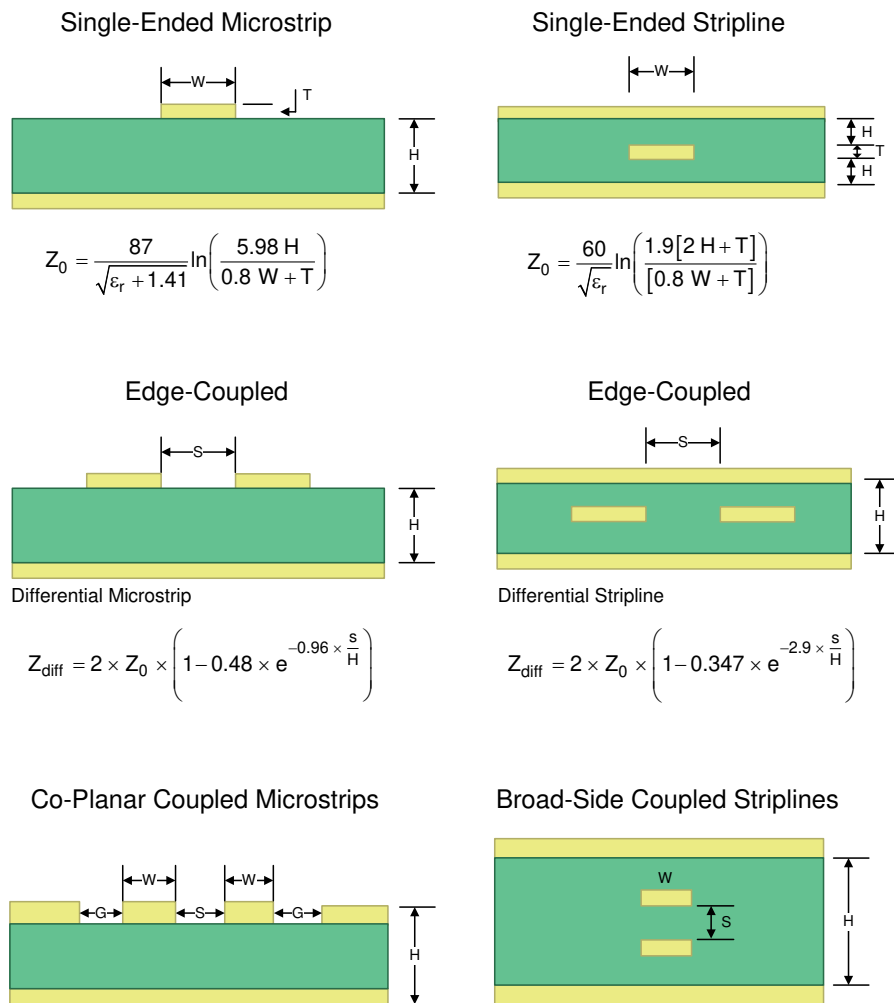 Single-Ended Microstrip
W
T
H
Z₀ = 87 / √(εᵣ + 1.41) ln(5.98 H / (0.8 W + T))
Single-Ended Stripline
W
H
T
H
Z₀ = 60 / √εᵣ ln(1.9[2 H + T] / [0.8 W + T])
Edge-Coupled
S
H
Differential Microstrip
Z_diff = 2 × Z₀ × (1 − 0.48 × e^(−0.96 × s/H))
Edge-Coupled
S
H
Differential Stripline
Z_diff = 2 × Z₀ × (1 − 0.347 × e^(−2.9 × s/H))
Co-Planar Coupled Microstrips
W W
G S G
H
Broad-Side Coupled Striplines
W
S
H